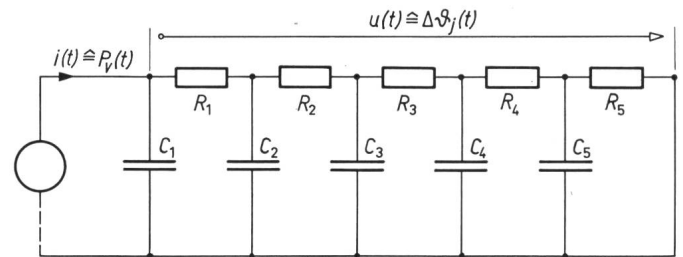 u(t)≙Δϑj(t)
i(t)≙Pv(t)
R1 R2 R3 R4 R5
C1 C2 C3 C4 C5